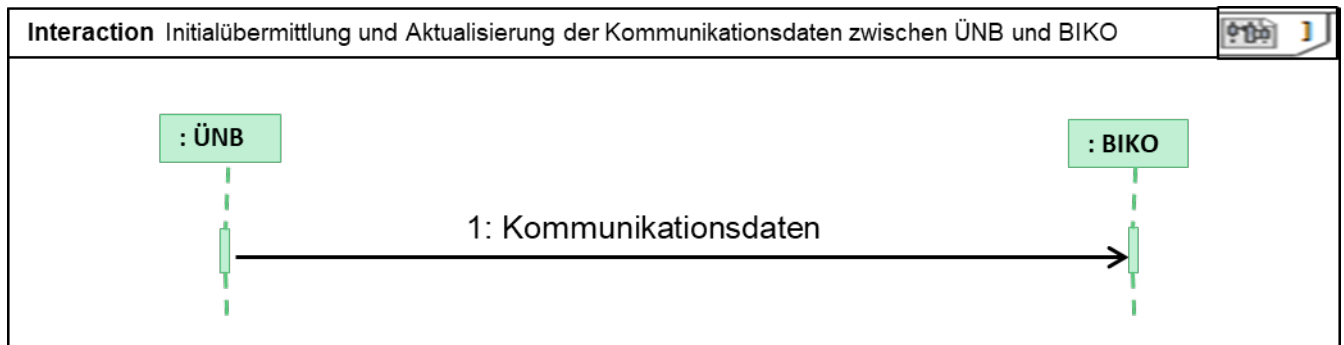 Interaction Initialübermittlung und Aktualisierung der Kommunikationsdaten zwischen ÜNB und BIKO
: ÜNB
: BIKO
1: Kommunikationsdaten